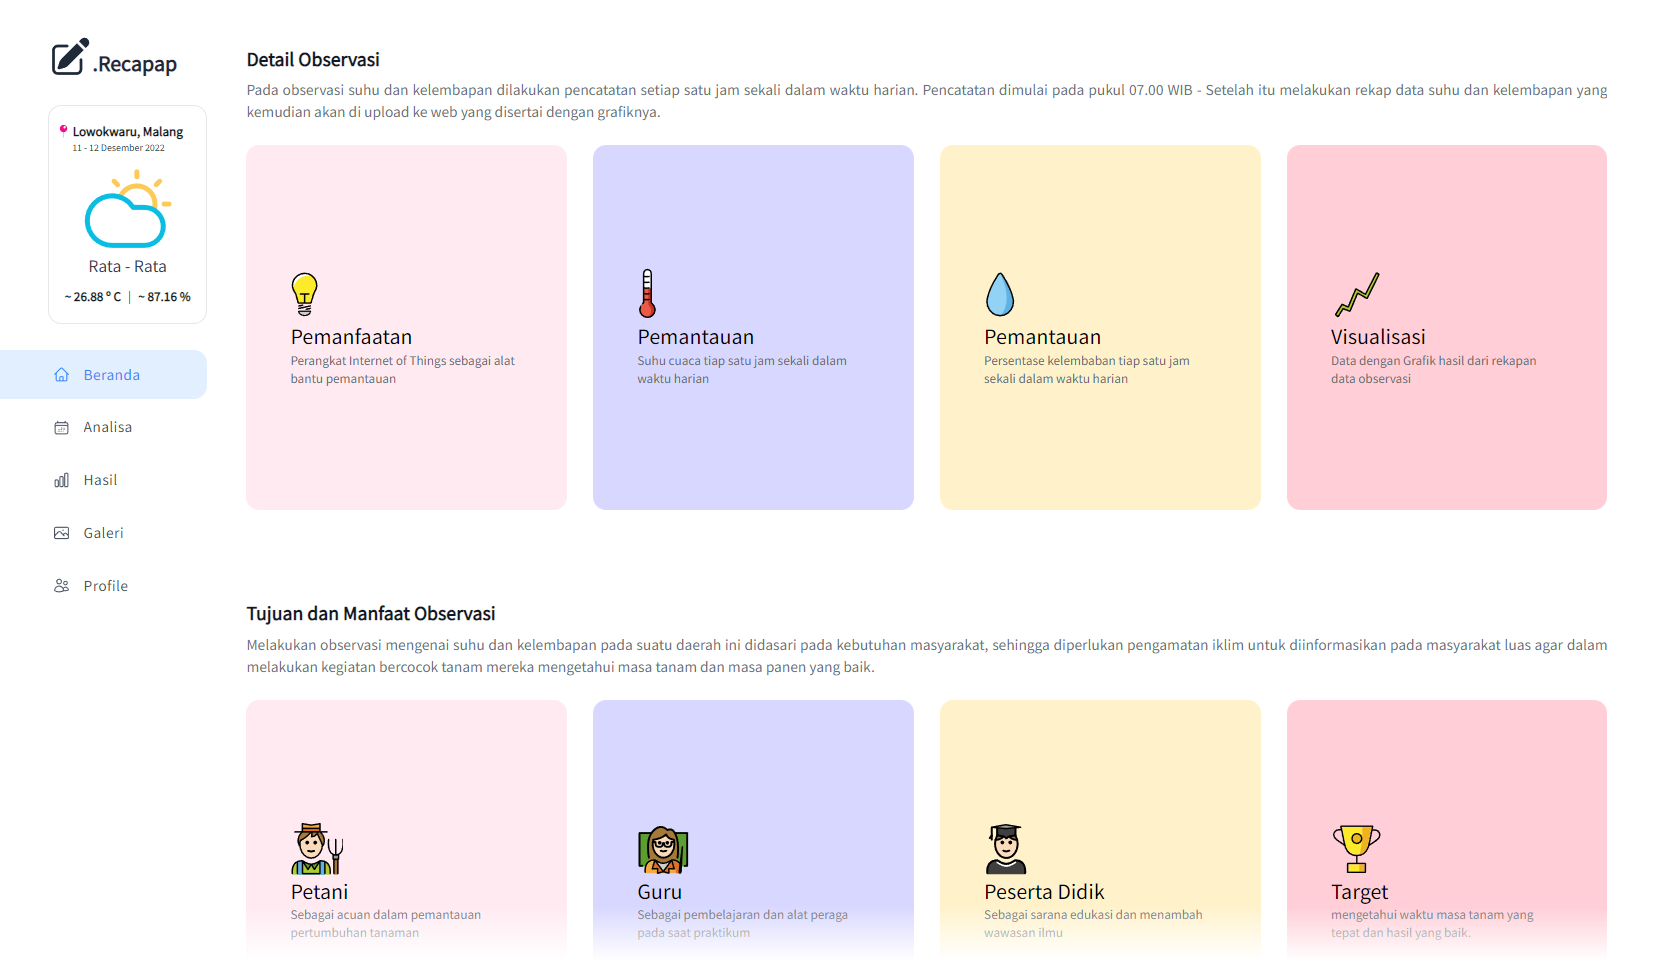 .Recapap
Lowokwaru, Malang
11 - 12 Desember 2022
Rata - Rata
~ 26.88 º C | ~ 87.16 %
Beranda
Analisa
Hasil
Galeri
Profile
Detail Observasi
Pada observasi suhu dan kelembapan dilakukan pencatatan setiap satu jam sekali dalam waktu harian. Pencatatan dimulai pada pukul 07.00 WIB - Setelah itu melakukan rekap data suhu dan kelembapan yang
kemudian akan di upload ke web yang disertai dengan grafiknya.
Pemanfaatan
Perangkat Internet of Things sebagai alat
bantu pemantauan
Pemantauan
Suhu cuaca tiap satu jam sekali dalam
waktu harian
Pemantauan
Persentase kelembaban tiap satu jam
sekali dalam waktu harian
Visualisasi
Data dengan Grafik hasil dari rekapan
data observasi
Tujuan dan Manfaat Observasi
Melakukan observasi mengenai suhu dan kelembapan pada suatu daerah ini didasari pada kebutuhan masyarakat, sehingga diperlukan pengamatan iklim untuk diinformasikan pada masyarakat luas agar dalam
melakukan kegiatan bercocok tanam mereka mengetahui masa tanam dan masa panen yang baik.
Petani
Sebagai acuan dalam pemantauan
pertumbuhan tanaman
Guru
Sebagai pembelajaran dan alat peraga
pada saat praktikum
Peserta Didik
Sebagai sarana edukasi dan menambah
wawasan ilmu
Target
mengetahui waktu masa tanam yang
tepat dan hasil yang baik.